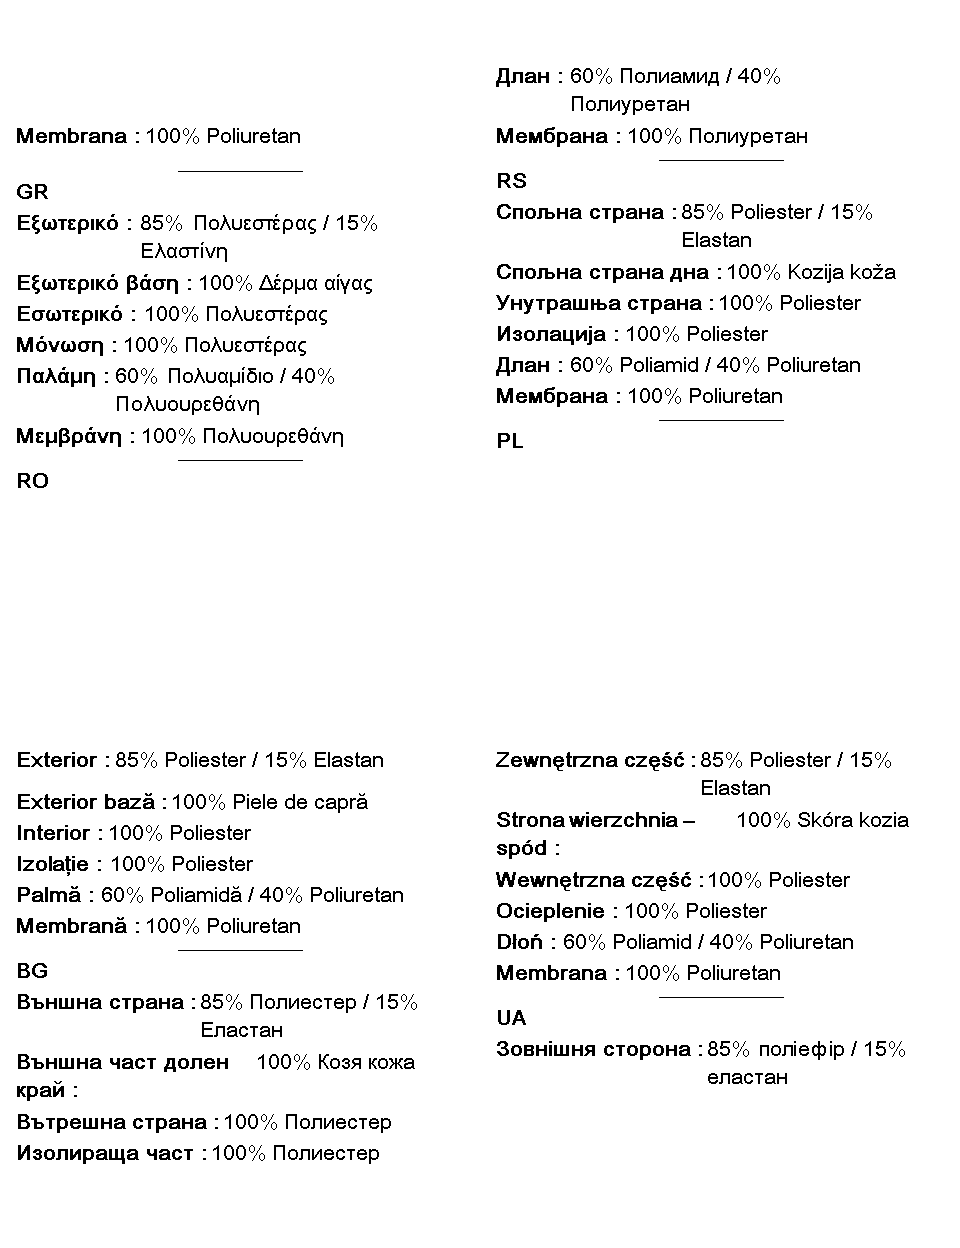 Membrana : 100% Poliuretan
GR
Εξωτερικό : 85% Πολυεστέρας / 15%
Ελαστίνη
Εξωτερικό βάση : 100% Δέρμα αίγας
Εσωτερικό : 100% Πολυεστέρας
Μόνωση : 100% Πολυεστέρας
Παλάμη : 60% Πολυαμίδιο / 40%
Πολυουρεθάνη
Μεμβράνη : 100% Πολυουρεθάνη
RO
Exterior : 85% Poliester / 15% Elastan
Exterior bază : 100% Piele de capră
Interior : 100% Poliester
Izolație : 100% Poliester
Palmă : 60% Poliamidă / 40% Poliuretan
Membrană : 100% Poliuretan
BG
Външна страна : 85% Полиестер / 15%
Еластан
Външна част долен 100% Козя кожа
край :
Вътрешна страна : 100% Полиестер
Изолираща част : 100% Полиестер
Длан : 60% Полиамид / 40%
Полиуретан
Мембрана : 100% Полиуретан
RS
Спољна страна : 85% Poliester / 15%
Elastan
Спољна страна дна : 100% Kozija koža
Унутрашња страна : 100% Poliester
Изолација : 100% Poliester
Длан : 60% Poliamid / 40% Poliuretan
Мембрана : 100% Poliuretan
PL
Zewnętrzna część : 85% Poliester / 15%
Elastan
Strona wierzchnia – 100% Skóra kozia
spód :
Wewnętrzna część : 100% Poliester
Ocieplenie : 100% Poliester
Dłoń : 60% Poliamid / 40% Poliuretan
Membrana : 100% Poliuretan
UA
Зовнішня сторона : 85% поліефір / 15%
еластан